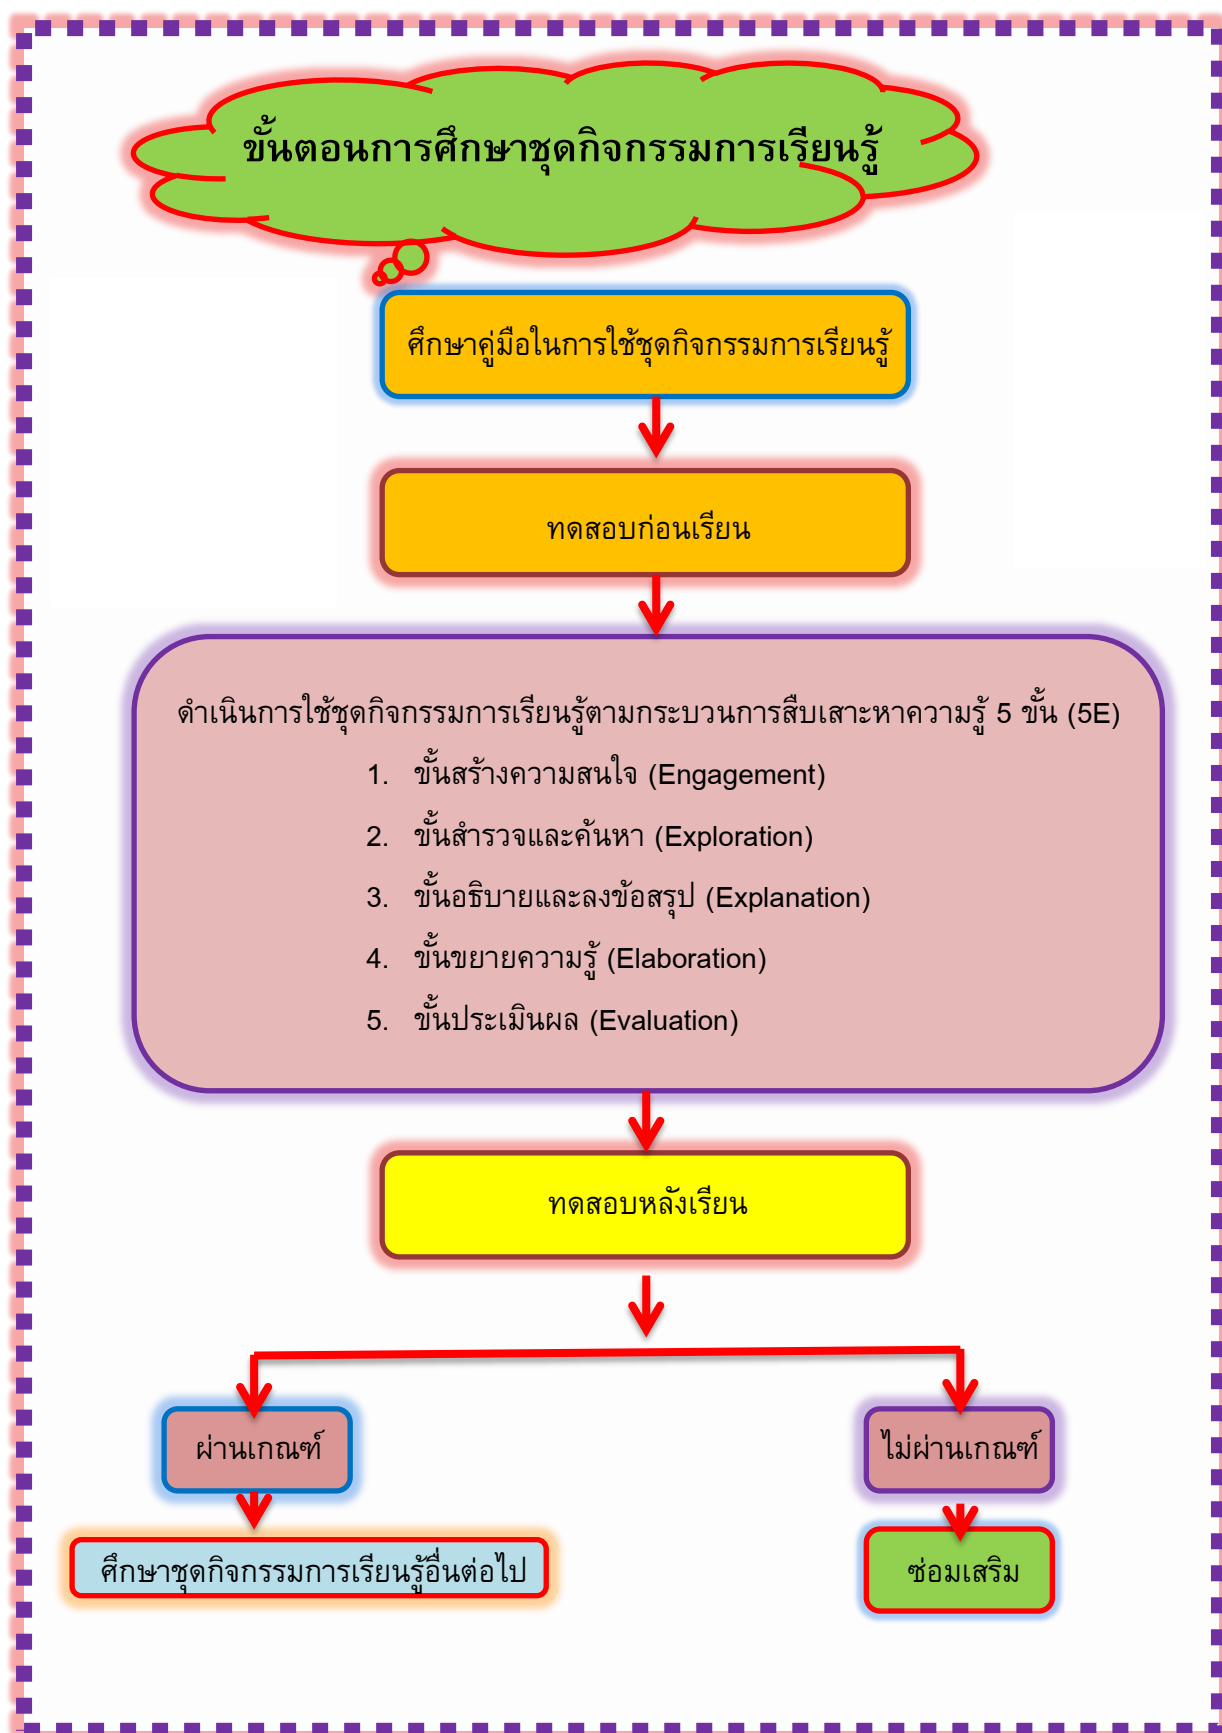 ขั้นตอนการศึกษาชุดกิจกรรมการเรียนรู้
ศึกษาคู่มือในการใช้ชุดกิจกรรมการเรียนรู้
ทดสอบก่อนเรียน
ดำเนินการใช้ชุดกิจกรรมการเรียนรู้ตามกระบวนการสืบเสาะหาความรู้ 5 ขั้น (5E)
1. ขั้นสร้างความสนใจ (Engagement)
2. ขั้นสำรวจและค้นหา (Exploration)
3. ขั้นอธิบายและลงข้อสรุป (Explanation)
4. ขั้นขยายความรู้ (Elaboration)
5. ขั้นประเมินผล (Evaluation)
ทดสอบหลังเรียน
ผ่านเกณฑ์
ไม่ผ่านเกณฑ์
ศึกษาชุดกิจกรรมการเรียนรู้อื่นต่อไป
ซ่อมเสริม